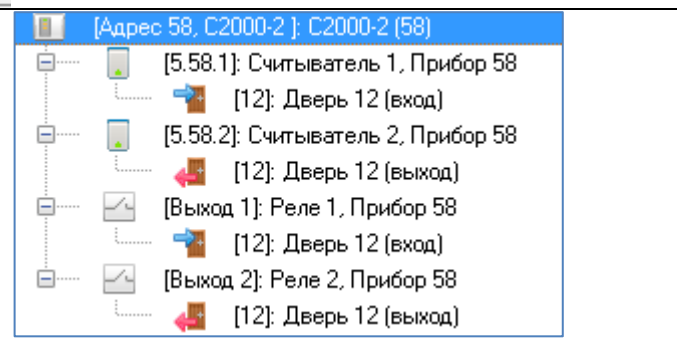 [Адрес 58, С2000-2 ]: С2000-2 (58)
[5.58.1]: Считыватель 1, Прибор 58
[12]: Дверь 12 (вход)
[5.58.2]: Считыватель 2, Прибор 58
[12]: Дверь 12 (выход)
[Выход 1]: Реле 1, Прибор 58
[12]: Дверь 12 (вход)
[Выход 2]: Реле 2, Прибор 58
[12]: Дверь 12 (выход)